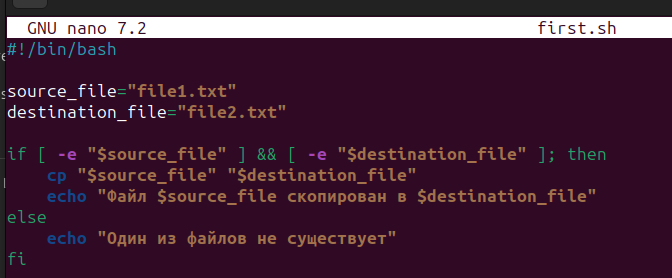 GNU nano 7.2 first.sh
#!/bin/bash
source_file="file1.txt"
destination_file="file2.txt"
if [ -e "$source_file" ] && [ -e "$destination_file" ]; then
cp "$source_file" "$destination_file"
echo "Файл $source_file скопирован в $destination_file"
else
echo "Один из файлов не существует"
fi